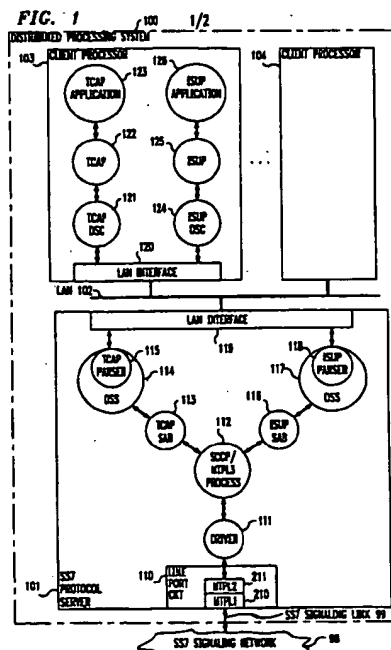 FIG. 1
1/2
DISTRIBUTED PROCESSING SYSTEM
100
103
CLIENT PROCESSOR
104
CLIENT PROCESSOR
123
TCAP
APPLICATION
126
ISUP
APPLICATION
122
TCAP
125
ISUP
121
TCAP
DSC
124
ISUP
DSC
120
LAN INTERFACE
LAN 102
LAN INTERFACE
119
115
TCAP
PARSER
114
DSS
118
ISUP
PARSER
117
DSS
113
TCAP
SAB
112
116
ISUP
SAB
SCCP/
MTPL3
PROCESS
111
DRIVER
110
LINE
PORT
CKT
211
MTPL2
MTPL1
210
101
SS7
PROTOCOL
SERVER
SS7 SIGNALING LINK 99
SS7 SIGNALING NETWORK
98